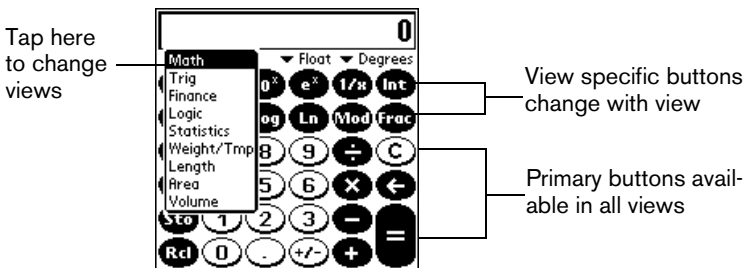 0
Tap here
to change
views
Math
Trig
Finance
Logic
Statistics
Weight/Tmp
Length
Area
Volume
Float Degrees
eˣ 1/x Int
Ln Mod Frac
8 9 ÷ C
5 6 × ←
Sto 1 2 3 − =
Rcl 0 . +/- +
View specific buttons
change with view
Primary buttons avail-
able in all views